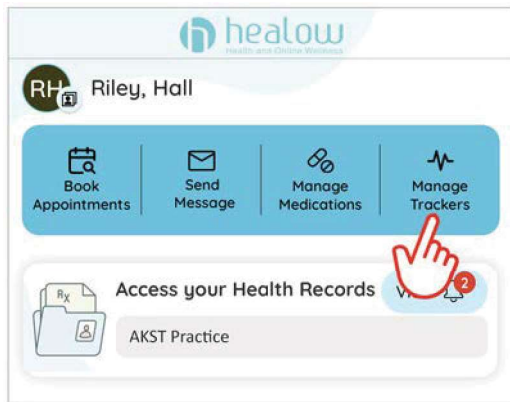 healow
Health and Online Wellness
RH
Riley, Hall
Book
Appointments
Send
Message
Manage
Medications
Manage
Trackers
Rx
Access your Health Records
2
AKST Practice